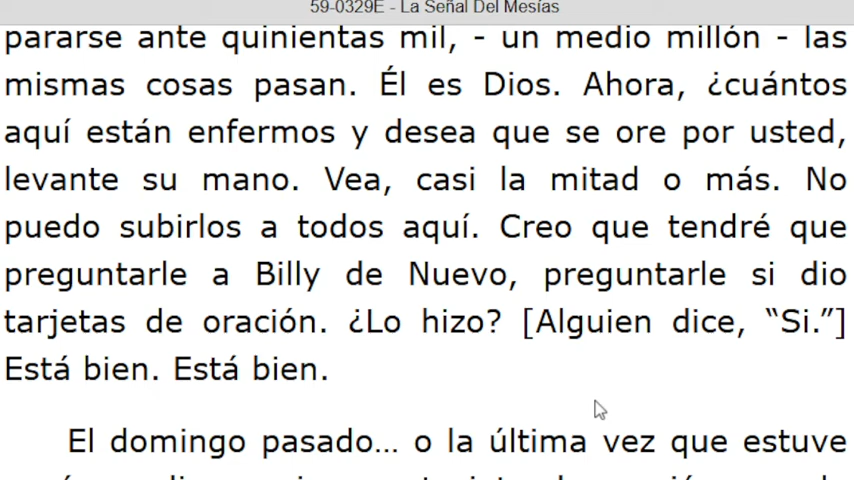 59-0329E - La Señal Del Mesías
pararse ante quinientas mil, - un medio millón - las
mismas cosas pasan. Él es Dios. Ahora, ¿cuántos
aquí están enfermos y desea que se ore por usted,
levante su mano. Vea, casi la mitad o más. No
puedo subirlos a todos aquí. Creo que tendré que
preguntarle a Billy de Nuevo, preguntarle si dio
tarjetas de oración. ¿Lo hizo? [Alguien dice, “Si.”]
Está bien. Está bien.
El domingo pasado… o la última vez que estuve